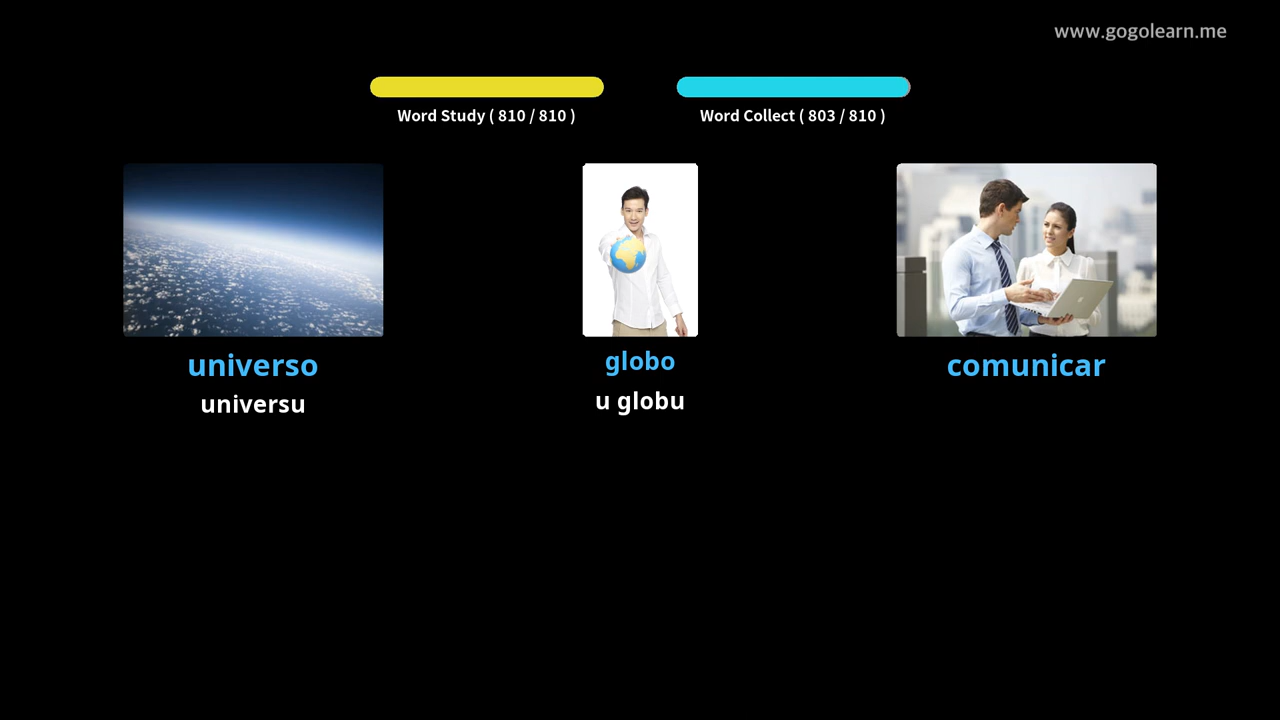 www.gogolearn.me
Word Study ( 810 / 810 )
Word Collect ( 803 / 810 )
universo
universu
globo
u globu
comunicar